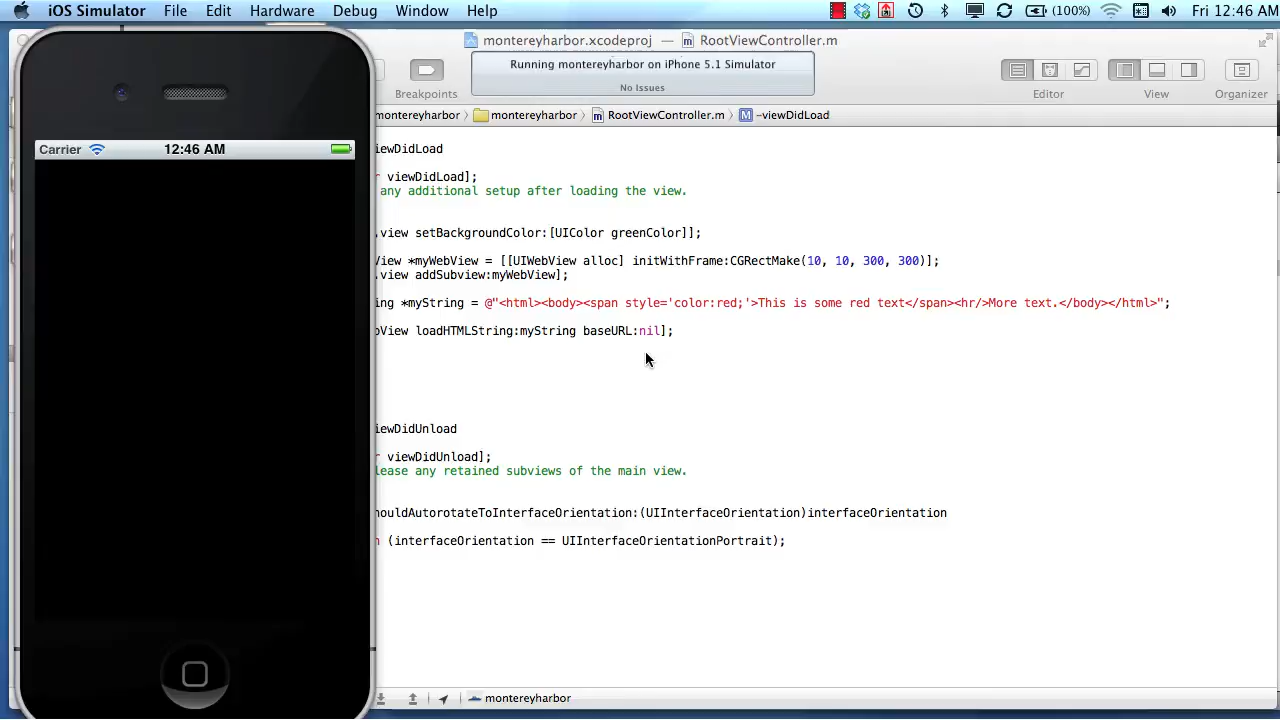 iOS Simulator File Edit Hardware Debug Window Help (100%) Fri 12:46 AM
montereyharbor.xcodeproj — RootViewController.m
Running montereyharbor on iPhone 5.1 Simulator
No Issues
Breakpoints Editor View Organizer
montereyharbor montereyharbor RootViewController.m M -viewDidLoad
Carrier 12:46 AM
iewDidLoad
viewDidLoad];
any additional setup after loading the view.
.view setBackgroundColor:[UIColor greenColor]];
View *myWebView = [[UIWebView alloc] initWithFrame:CGRectMake(10, 10, 300, 300)];
.view addSubview:myWebView];
ing *myString = @"<html><body><span style='color:red;'>This is some red text</span><hr/>More text.</body></html>";
bView loadHTMLString:myString baseURL:nil];
iewDidUnload
viewDidUnload];
lease any retained subviews of the main view.
houldAutorotateToInterfaceOrientation:(UIInterfaceOrientation)interfaceOrientation
n (interfaceOrientation == UIInterfaceOrientationPortrait);
montereyharbor